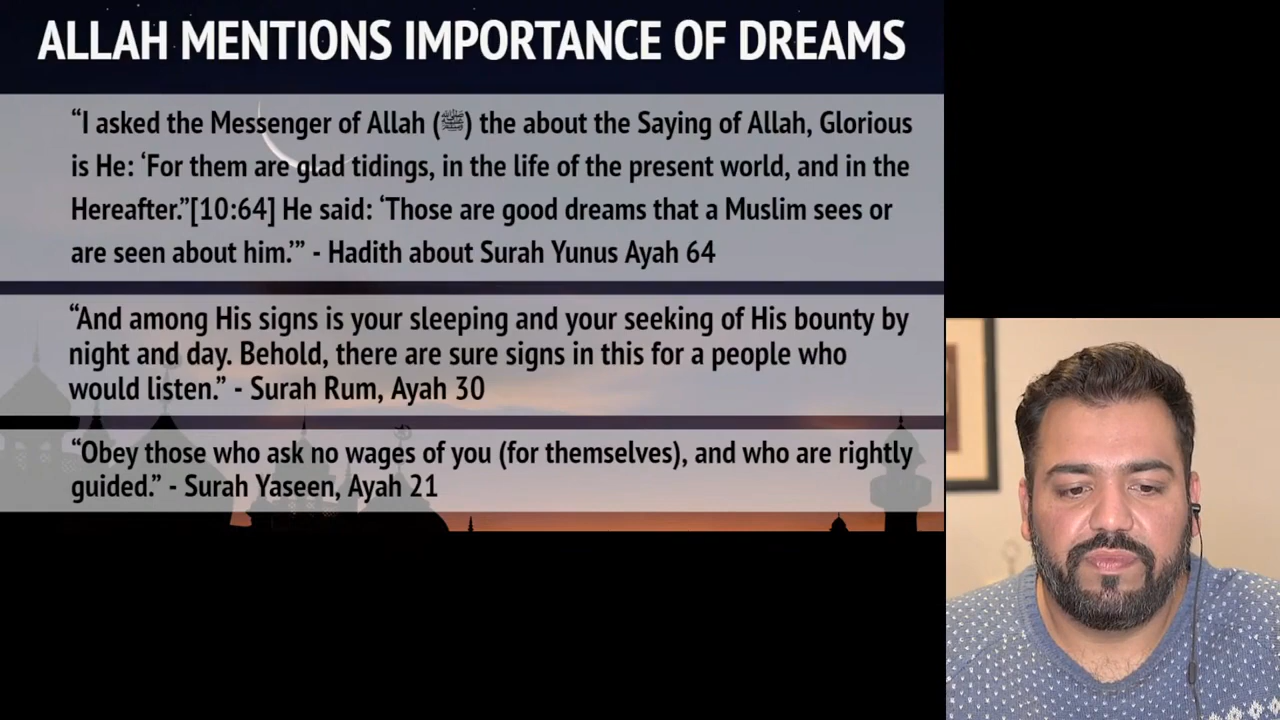 ALLAH MENTIONS IMPORTANCE OF DREAMS
“I asked the Messenger of Allah (ﷺ) the about the Saying of Allah, Glorious
is He: ‘For them are glad tidings, in the life of the present world, and in the
Hereafter.”[10:64] He said: ‘Those are good dreams that a Muslim sees or
are seen about him.’” - Hadith about Surah Yunus Ayah 64
“And among His signs is your sleeping and your seeking of His bounty by
night and day. Behold, there are sure signs in this for a people who
would listen.” - Surah Rum, Ayah 30
“Obey those who ask no wages of you (for themselves), and who are rightly
guided.” - Surah Yaseen, Ayah 21